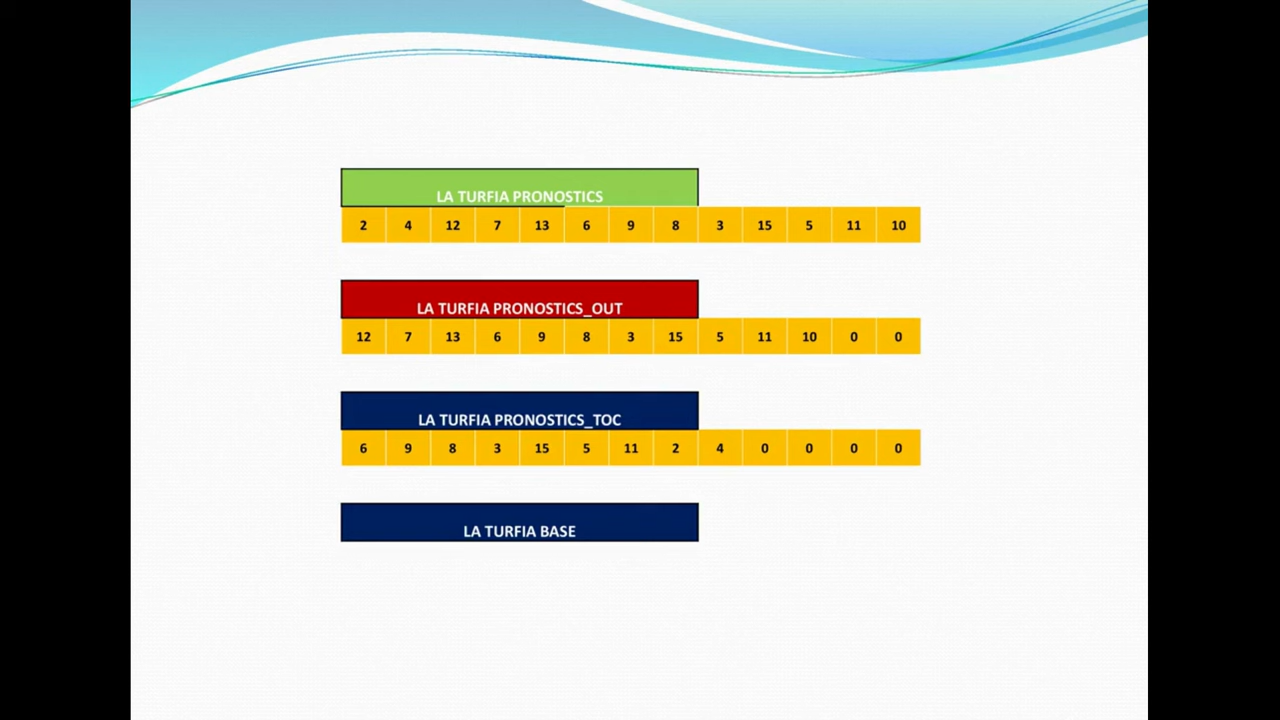 LA TURFIA PRONOSTICS
2 4 12 7 13 6 9 8 3 15 5 11 10
LA TURFIA PRONOSTICS_OUT
12 7 13 6 9 8 3 15 5 11 10 0 0
LA TURFIA PRONOSTICS_TOC
6 9 8 3 15 5 11 2 4 0 0 0 0
LA TURFIA BASE